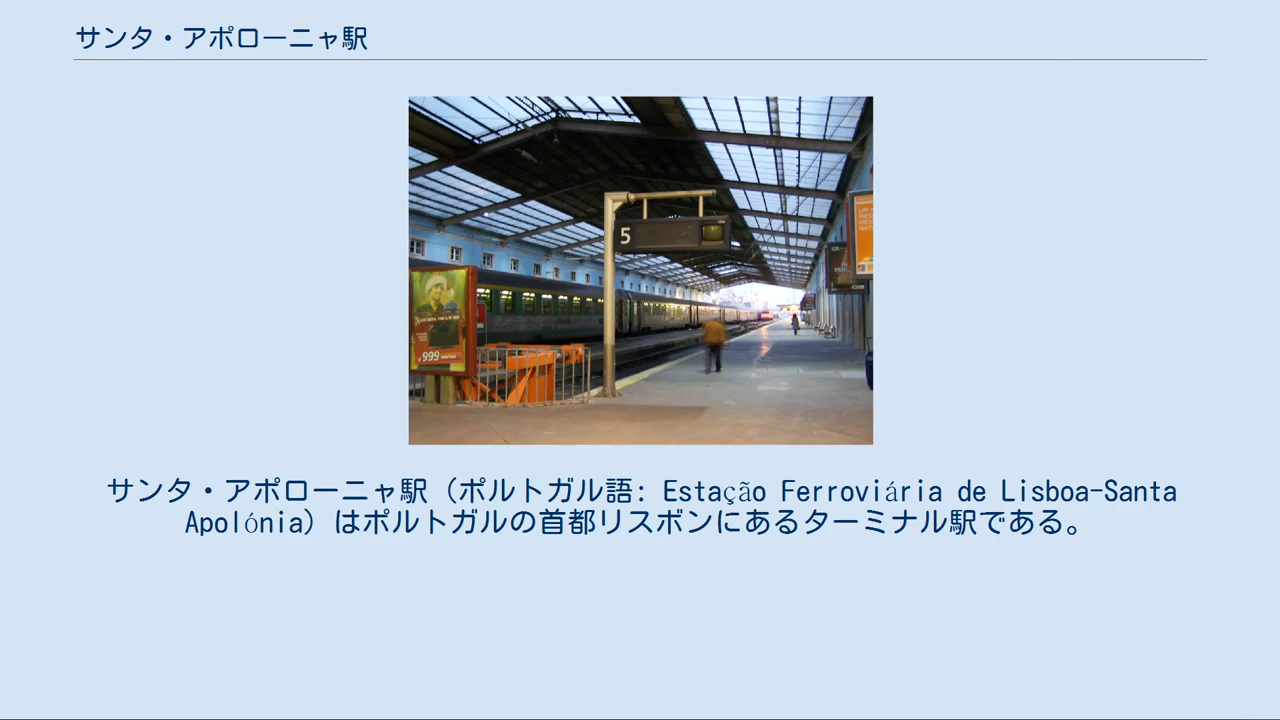 サンタ・アポローニャ駅
5
999
サンタ・アポローニャ駅（ポルトガル語: Estação Ferroviária de Lisboa-Santa
Apolónia）はポルトガルの首都リスボンにあるターミナル駅である。